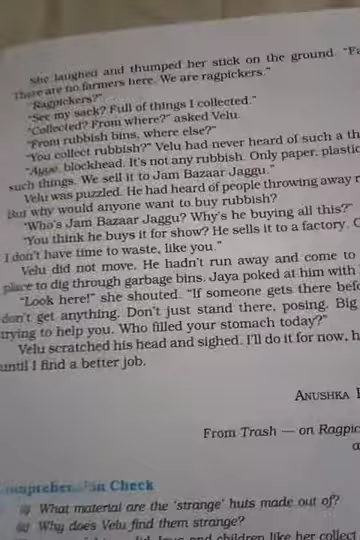 She laughed and thumped her stick on the ground.
There are no farmers here. We are ragpickers."
"Ragpickers?"
"See my sack? Full of things I collected."
"Collected? From where?" asked Velu.
"From rubbish bins, where else?"
"You collect rubbish?" Velu had never heard of such a
"Aiyye, blockhead. It's not any rubbish. Only paper, plastic
such things. We sell it to Jam Bazaar Jaggu."
Velu was puzzled. He had heard of people throwing away
But why would anyone want to buy rubbish?
"Who's Jam Bazaar Jaggu? Why's he buying all this?"
"You think he buys it for show? He sells it to a factory.
I don't have time to waste, like you."
Velu did not move. He hadn't run away and come to
place to dig through garbage bins. Jaya poked him with
"Look here!" she shouted. "If someone gets there
don't get anything. Don't just stand there, posing. Big
trying to help you. Who filled your stomach today?"
Velu scratched his head and sighed. I'll do it for now,
until I find a better job.
ANUSHKA
From Trash — on
Comprehension Check
(i) What material are the 'strange' huts made out of?
(ii) Why does Velu find them strange?
and children like her collect